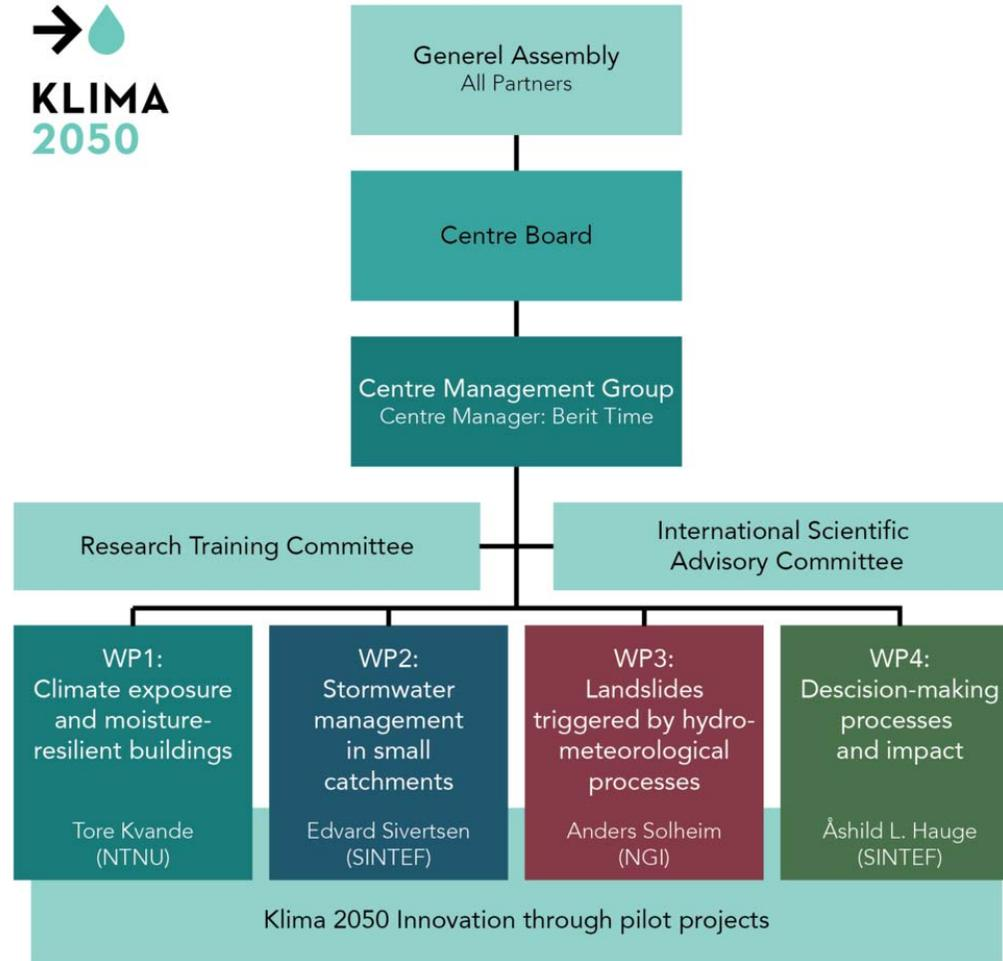 KLIMA
2050
Generel Assembly
All Partners
Centre Board
Centre Management Group
Centre Manager: Berit Time
Research Training Committee
International Scientific
Advisory Committee
WP1:
Climate exposure
and moisture-
resilient buildings
Tore Kvande
(NTNU)
WP2:
Stormwater
management
in small
catchments
Edvard Sivertsen
(SINTEF)
WP3:
Landslides
triggered by hydro-
meteorological
processes
Anders Solheim
(NGI)
WP4:
Descision-making
processes
and impact
Åshild L. Hauge
(SINTEF)
Klima 2050 Innovation through pilot projects